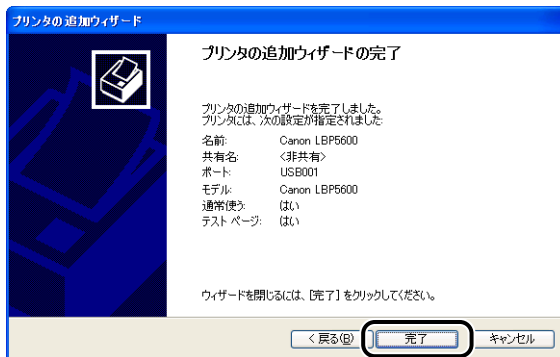 プリンタの追加ウィザード
プリンタの追加ウィザードの完了
プリンタの追加ウィザードを完了しました。
プリンタには、次の設定が指定されました:
名前: Canon LBP5600
共有名: <非共有>
ポート: USB001
モデル: Canon LBP5600
通常使う: はい
テスト ページ: はい
ウィザードを閉じるには、[完了] をクリックしてください。
< 戻る(B) 完了 キャンセル